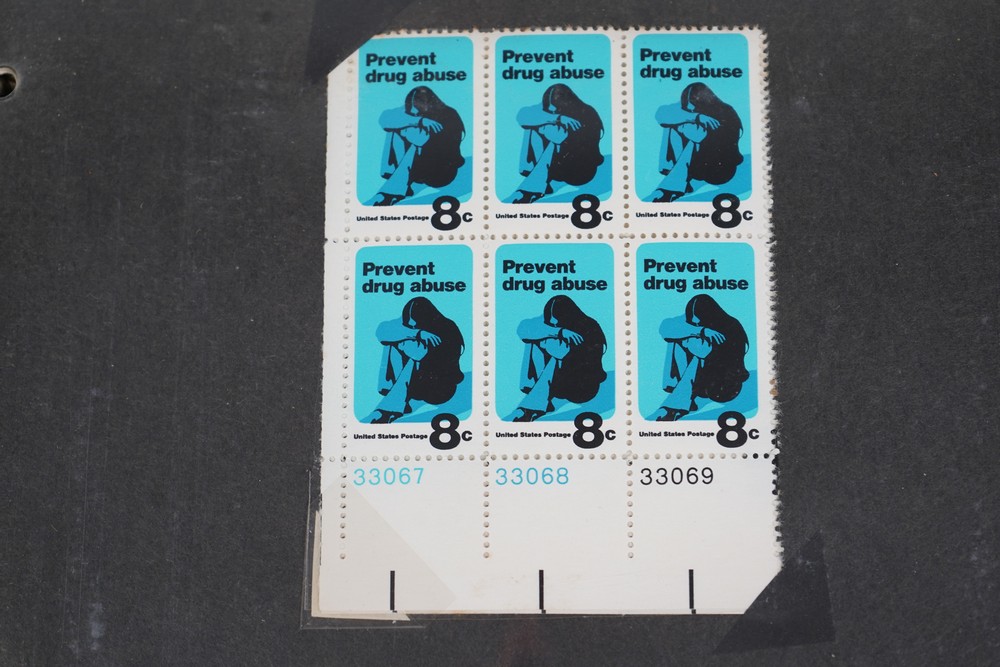 Prevent
drug abuse
United States Postage 8c
Prevent
drug abuse
United States Postage 8c
Prevent
drug abuse
United States Postage 8c
Prevent
drug abuse
United States Postage 8c
Prevent
drug abuse
United States Postage 8c
Prevent
drug abuse
United States Postage 8c
33067
33068
33069